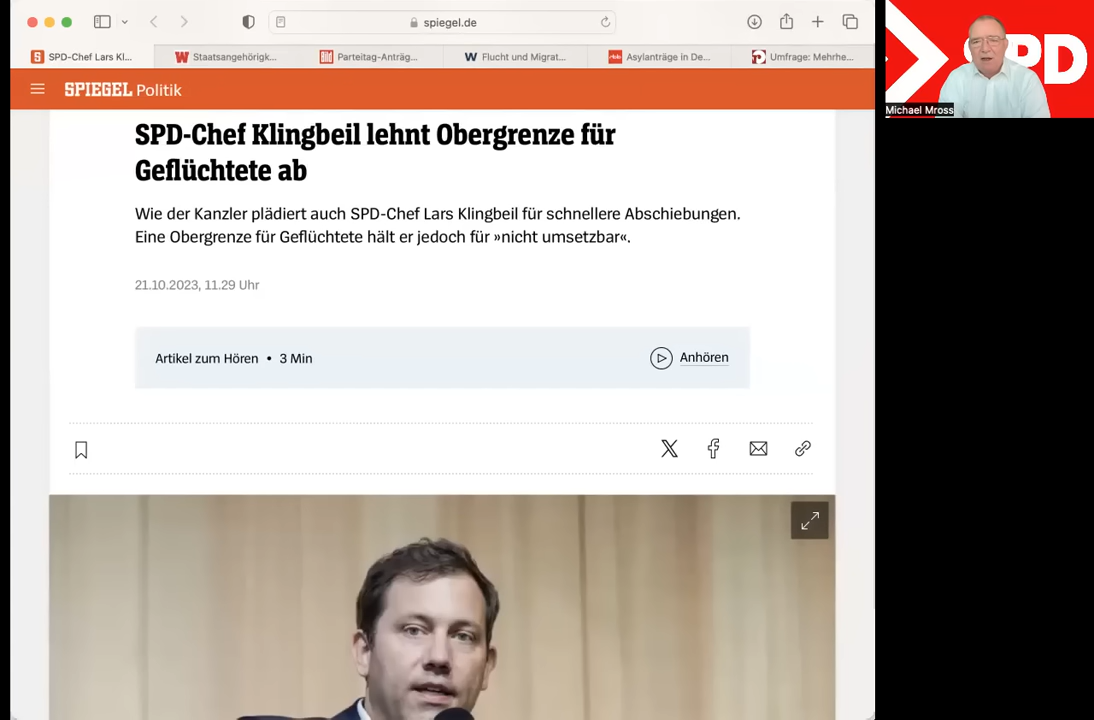 spiegel.de
SPD-Chef Lars Kl...
Staatsangehörigk...
Parteitag-Anträg...
Flucht und Migrat...
Asylanträge in De...
Umfrage: Mehrhe...
SPIEGEL Politik
SPD-Chef Klingbeil lehnt Obergrenze für
Geflüchtete ab
Wie der Kanzler plädiert auch SPD-Chef Lars Klingbeil für schnellere Abschiebungen.
Eine Obergrenze für Geflüchtete hält er jedoch für »nicht umsetzbar«.
21.10.2023, 11.29 Uhr
Artikel zum Hören • 3 Min
Anhören
SPD
Michael Mross